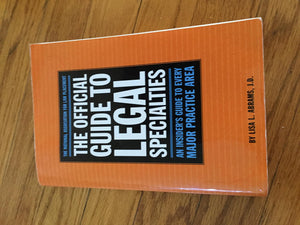 THE NATIONAL ASSOCIATION FOR LAW PLACEMENT
THE OFFICIAL
GUIDE TO
LEGAL
SPECIALTIES
AN INSIDER'S GUIDE TO EVERY
MAJOR PRACTICE AREA
BY LISA L. ABRAMS, J.D.